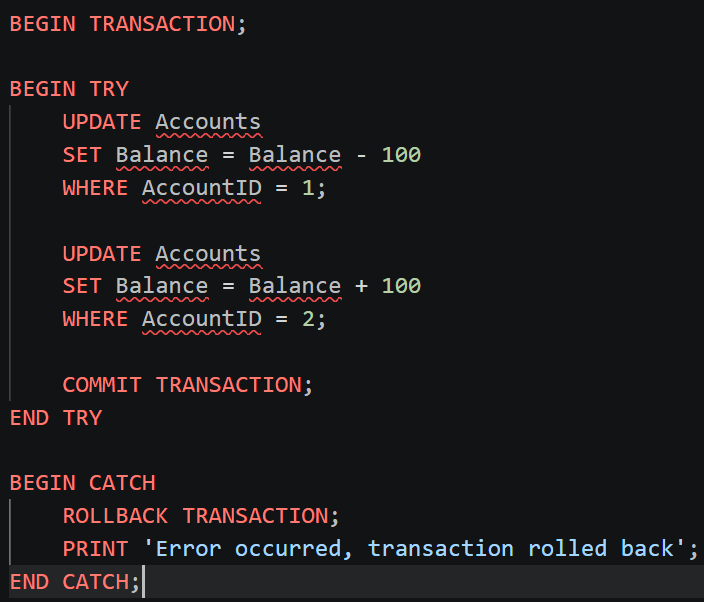 BEGIN TRANSACTION;

BEGIN TRY
    UPDATE Accounts
    SET Balance = Balance - 100
    WHERE AccountID = 1;

    UPDATE Accounts
    SET Balance = Balance + 100
    WHERE AccountID = 2;

    COMMIT TRANSACTION;
END TRY

BEGIN CATCH
    ROLLBACK TRANSACTION;
    PRINT 'Error occurred, transaction rolled back';
END CATCH;